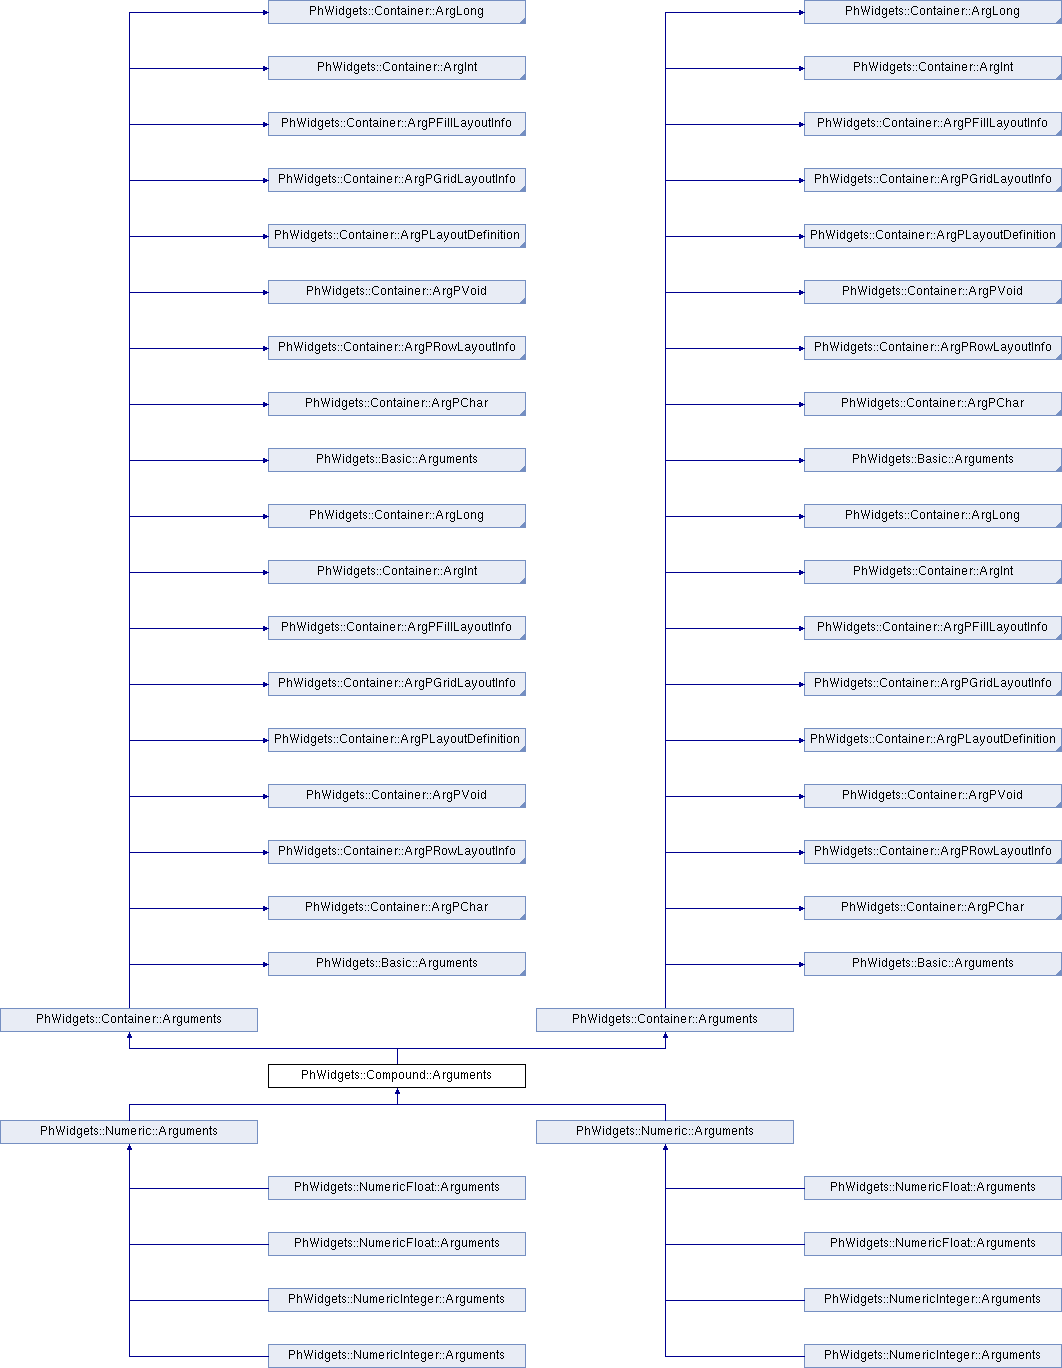 PhWidgets::Container::ArgLong PhWidgets::Container::ArgLong
PhWidgets::Container::ArgInt PhWidgets::Container::ArgInt
PhWidgets::Container::ArgPFillLayoutInfo PhWidgets::Container::ArgPFillLayoutInfo
PhWidgets::Container::ArgPGridLayoutInfo PhWidgets::Container::ArgPGridLayoutInfo
PhWidgets::Container::ArgPLayoutDefinition PhWidgets::Container::ArgPLayoutDefinition
PhWidgets::Container::ArgPVoid PhWidgets::Container::ArgPVoid
PhWidgets::Container::ArgPRowLayoutInfo PhWidgets::Container::ArgPRowLayoutInfo
PhWidgets::Container::ArgPChar PhWidgets::Container::ArgPChar
PhWidgets::Basic::Arguments PhWidgets::Basic::Arguments
PhWidgets::Container::ArgLong PhWidgets::Container::ArgLong
PhWidgets::Container::ArgInt PhWidgets::Container::ArgInt
PhWidgets::Container::ArgPFillLayoutInfo PhWidgets::Container::ArgPFillLayoutInfo
PhWidgets::Container::ArgPGridLayoutInfo PhWidgets::Container::ArgPGridLayoutInfo
PhWidgets::Container::ArgPLayoutDefinition PhWidgets::Container::ArgPLayoutDefinition
PhWidgets::Container::ArgPVoid PhWidgets::Container::ArgPVoid
PhWidgets::Container::ArgPRowLayoutInfo PhWidgets::Container::ArgPRowLayoutInfo
PhWidgets::Container::ArgPChar PhWidgets::Container::ArgPChar
PhWidgets::Basic::Arguments PhWidgets::Basic::Arguments
PhWidgets::Container::Arguments PhWidgets::Container::Arguments
PhWidgets::Compound::Arguments
PhWidgets::Numeric::Arguments PhWidgets::Numeric::Arguments
PhWidgets::NumericFloat::Arguments PhWidgets::NumericFloat::Arguments
PhWidgets::NumericFloat::Arguments PhWidgets::NumericFloat::Arguments
PhWidgets::NumericInteger::Arguments PhWidgets::NumericInteger::Arguments
PhWidgets::NumericInteger::Arguments PhWidgets::NumericInteger::Arguments